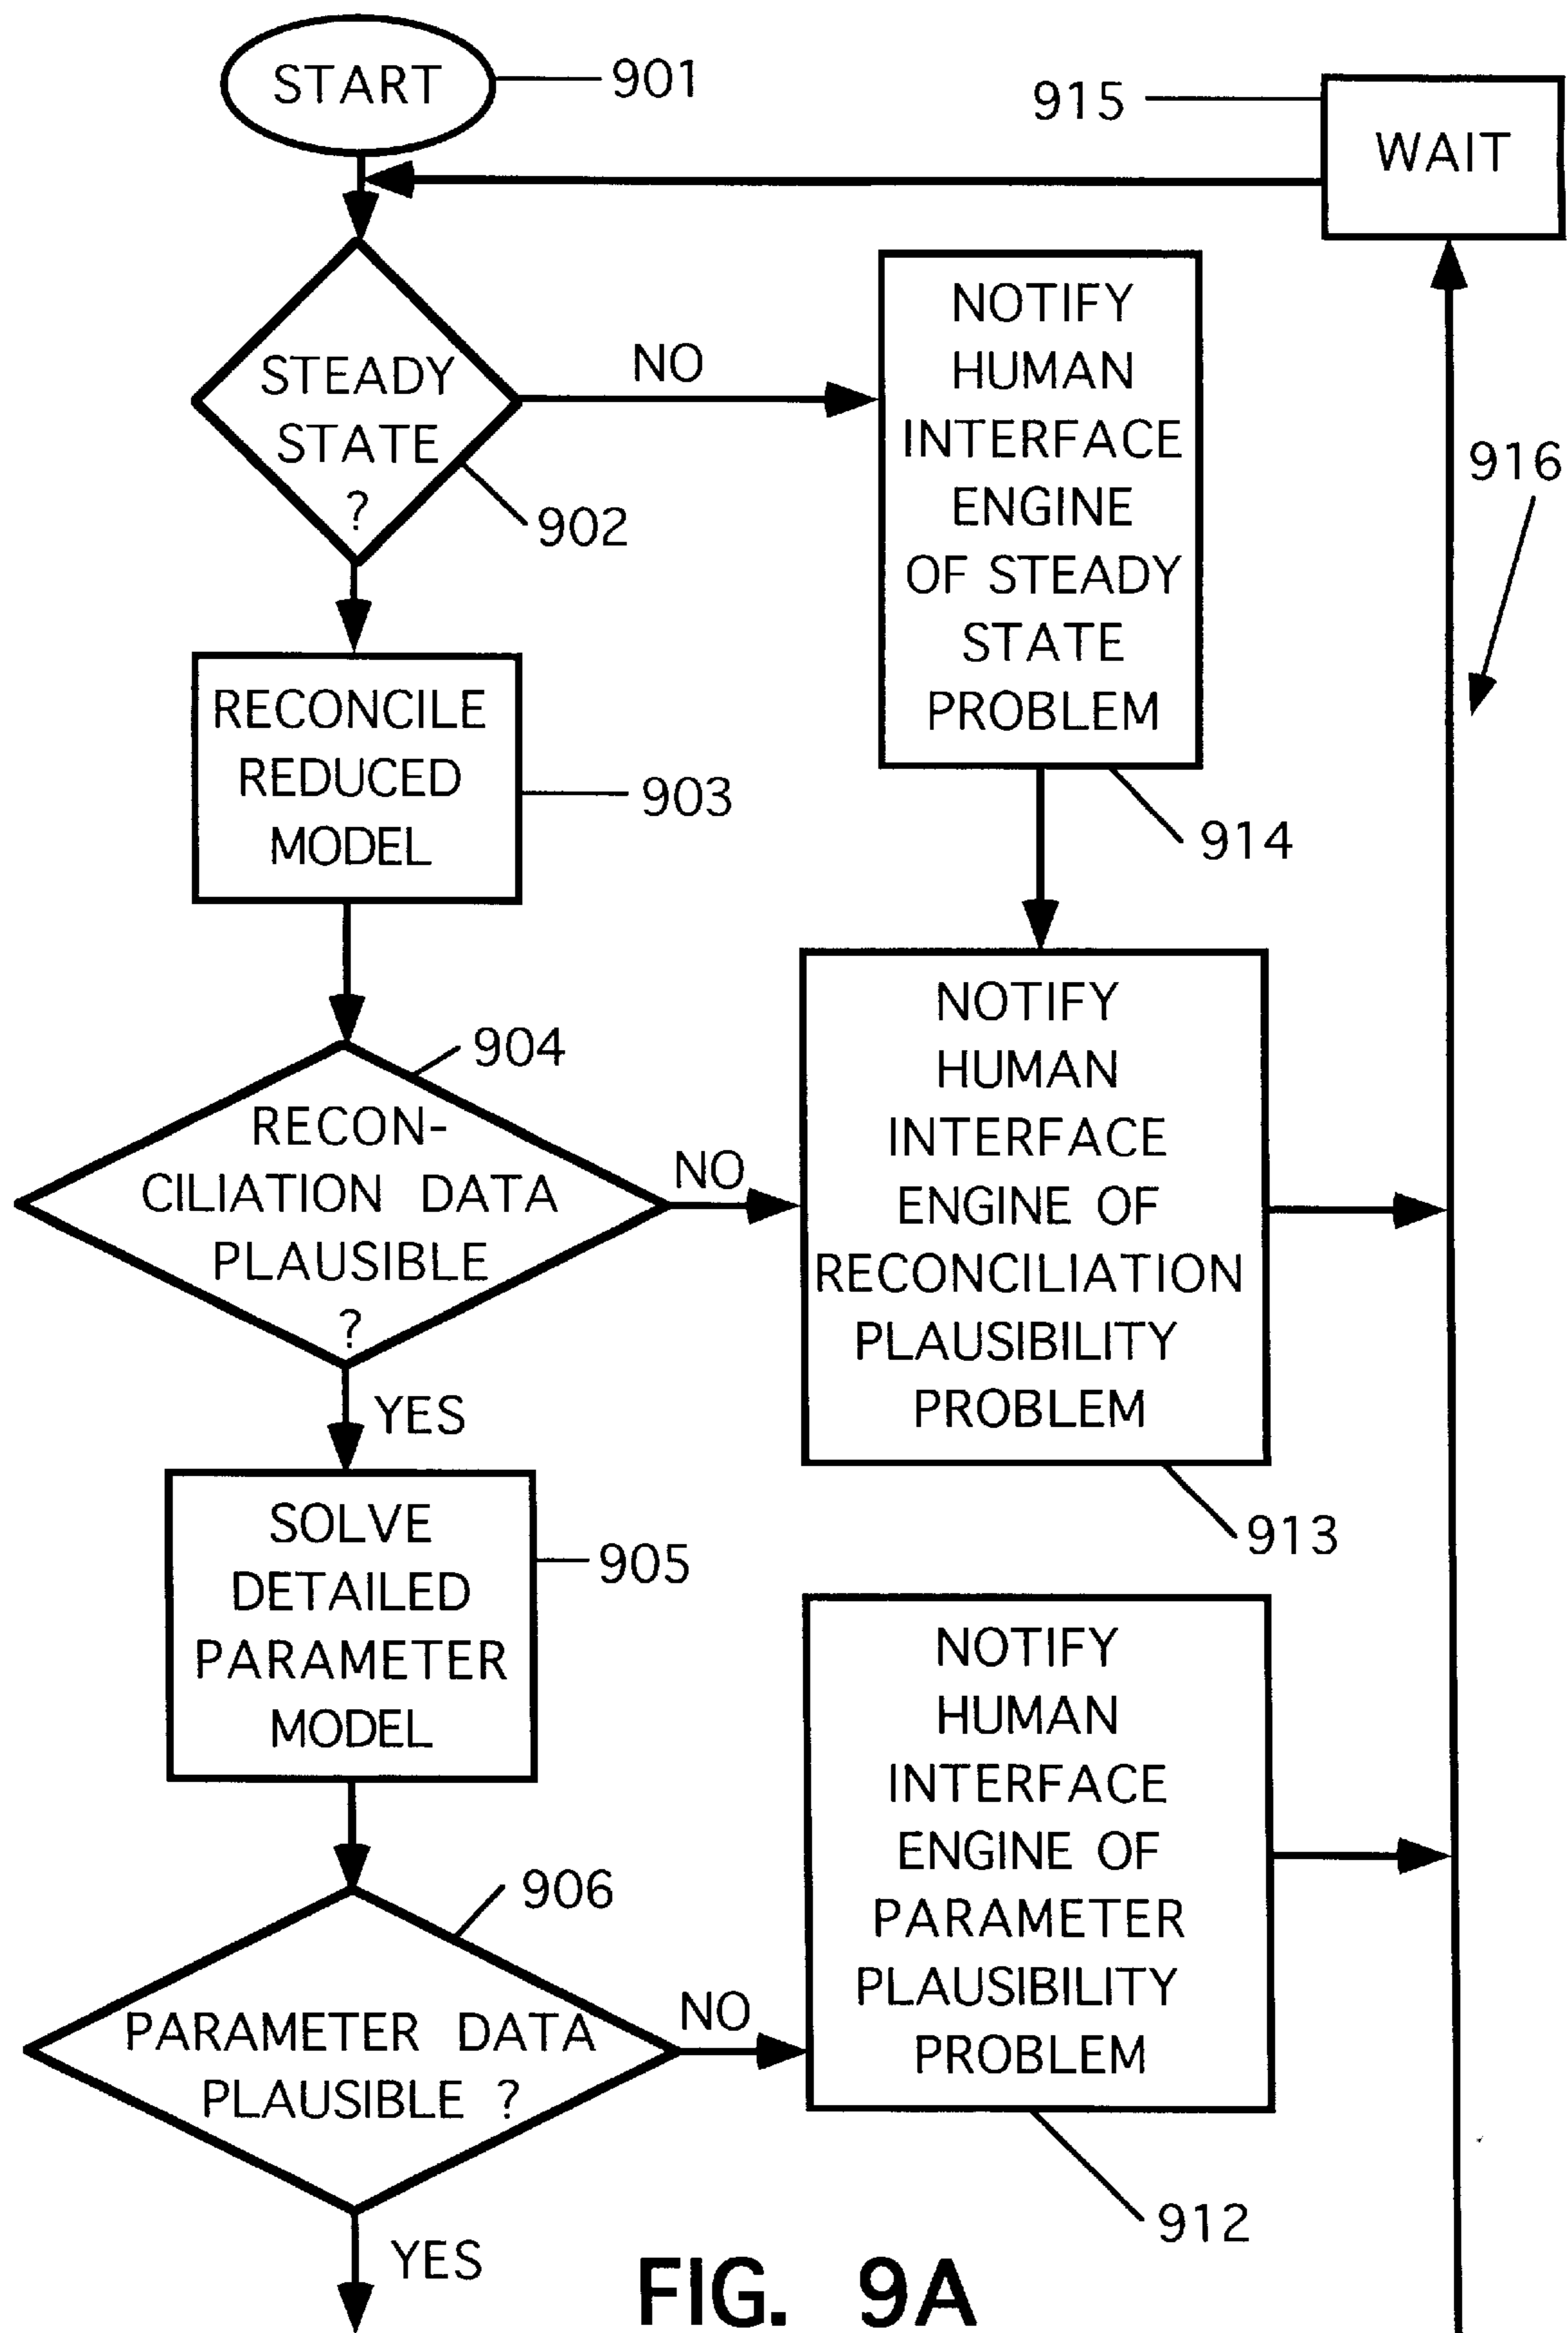 START
901
915
WAIT
STEADY
STATE
?
902
NO
NOTIFY
HUMAN
INTERFACE
ENGINE
OF STEADY
STATE
PROBLEM
914
916
RECONCILE
REDUCED
MODEL
903
904
RECON-
CILIATION DATA
PLAUSIBLE
?
NO
NOTIFY
HUMAN
INTERFACE
ENGINE OF
RECONCILIATION
PLAUSIBILITY
PROBLEM
913
YES
SOLVE
DETAILED
PARAMETER
MODEL
905
906
PARAMETER DATA
PLAUSIBLE ?
NO
NOTIFY
HUMAN
INTERFACE
ENGINE OF
PARAMETER
PLAUSIBILITY
PROBLEM
912
YES
FIG. 9A